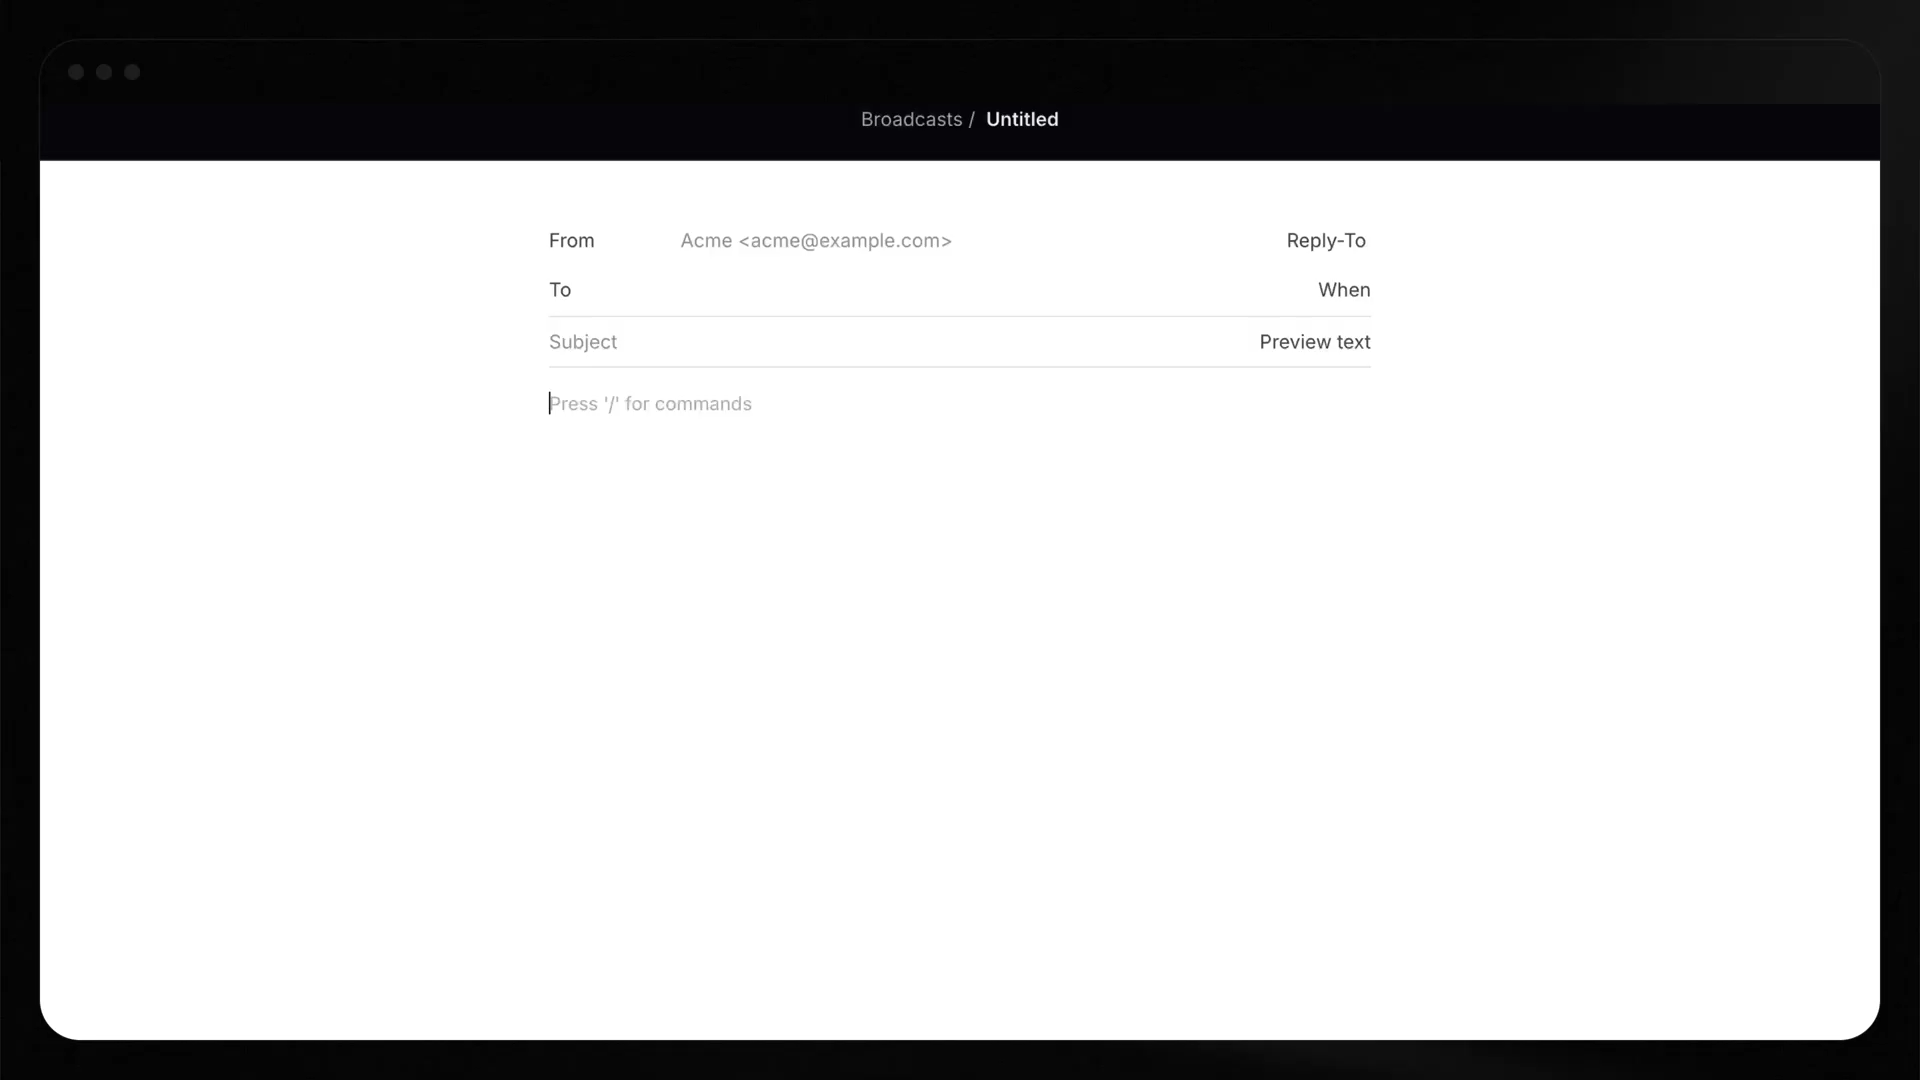 Broadcasts / Untitled
From Acme <acme@example.com> Reply-To
To When
Subject Preview text
Press '/' for commands